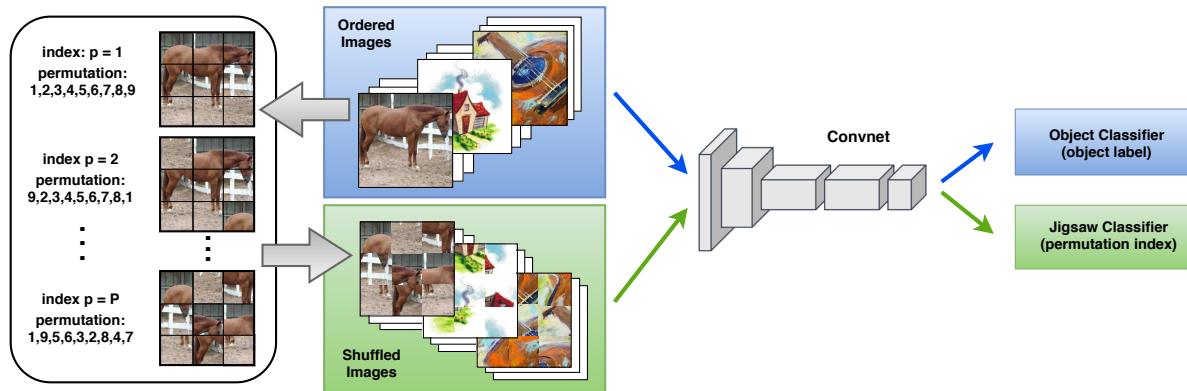 index: p = 1
permutation:
1,2,3,4,5,6,7,8,9
index p = 2
permutation:
9,2,3,4,5,6,7,8,1
index p = P
permutation:
1,9,5,6,3,2,8,4,7
Ordered
Images
Shuffled
Images
Convnet
Object Classifier
(object label)
Jigsaw Classifier
(permutation index)